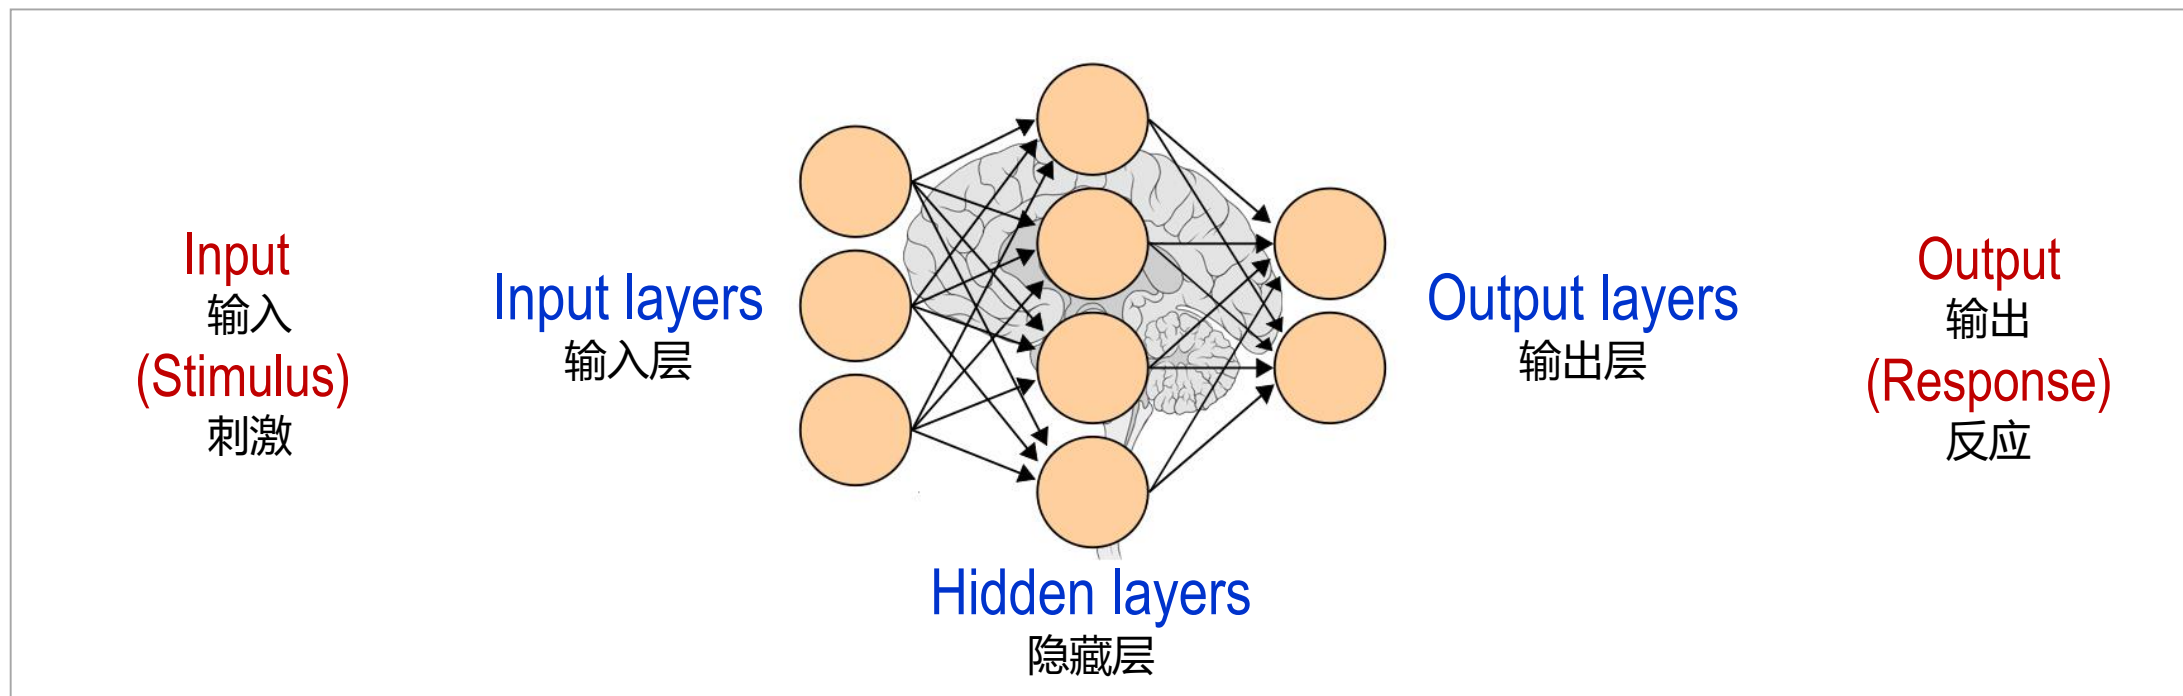 Input
输入
(Stimulus)
刺激
Input layers
输入层
Hidden layers
隐藏层
Output layers
输出层
Output
输出
(Response)
反应